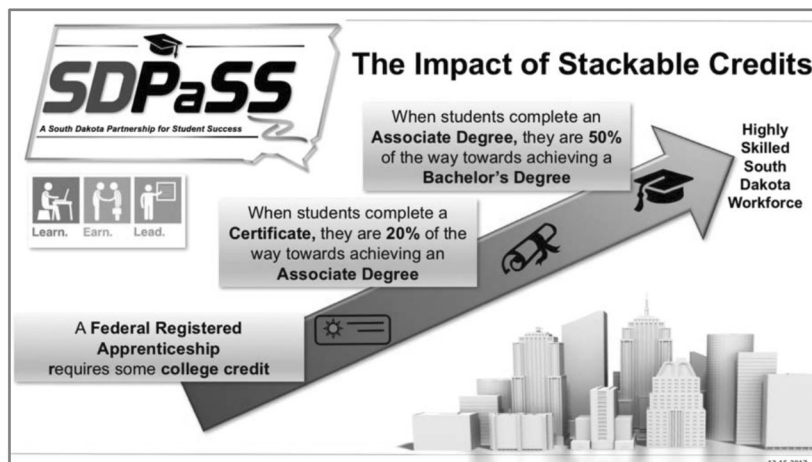 SDPaSS
A South Dakota Partnership for Student Success
The Impact of Stackable Credits
Learn. Earn. Lead.
When students complete an
Associate Degree, they are 50%
of the way towards achieving a
Bachelor's Degree
Highly
Skilled
South
Dakota
Workforce
When students complete a
Certificate, they are 20% of the
way towards achieving an
Associate Degree
A Federal Registered
Apprenticeship
requires some college credit